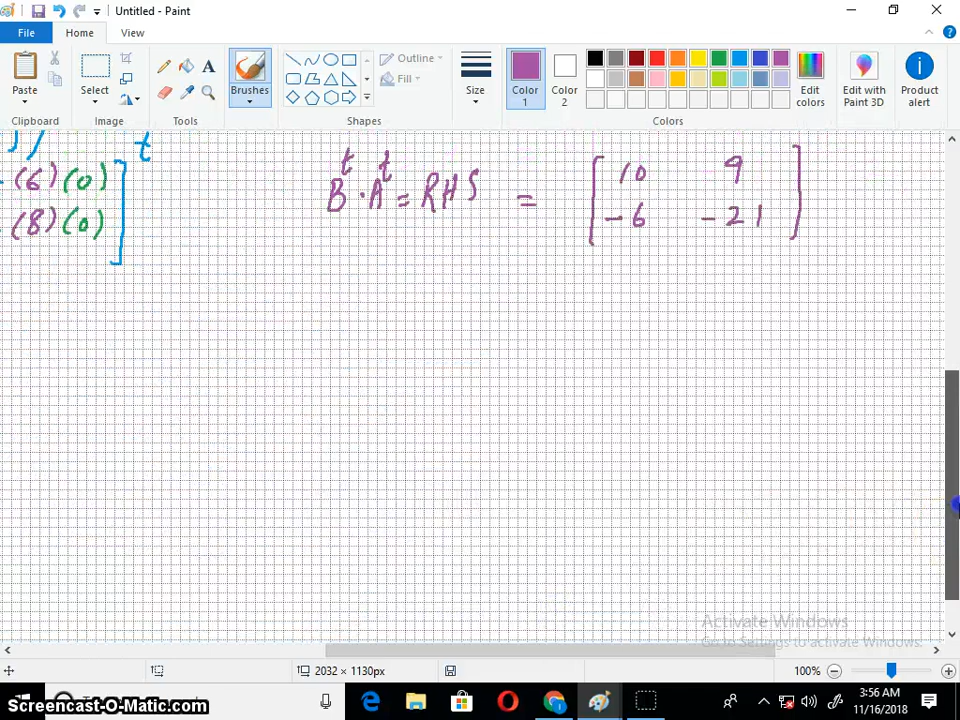 Untitled - Paint
File Home View
Paste Select Brushes Outline Fill Size Color 1 Color 2 Edit colors Edit with Paint 3D Product alert
Clipboard Image Tools Shapes Colors
t
(6)(0)
(8)(0)
B^t · A^t = RHS = [ 10 9
-6 -21 ]
Activate Windows
Go to Settings to activate Windows.
2032 × 1130px 100%
3:56 AM
11/16/2018
Screencast-O-Matic.com